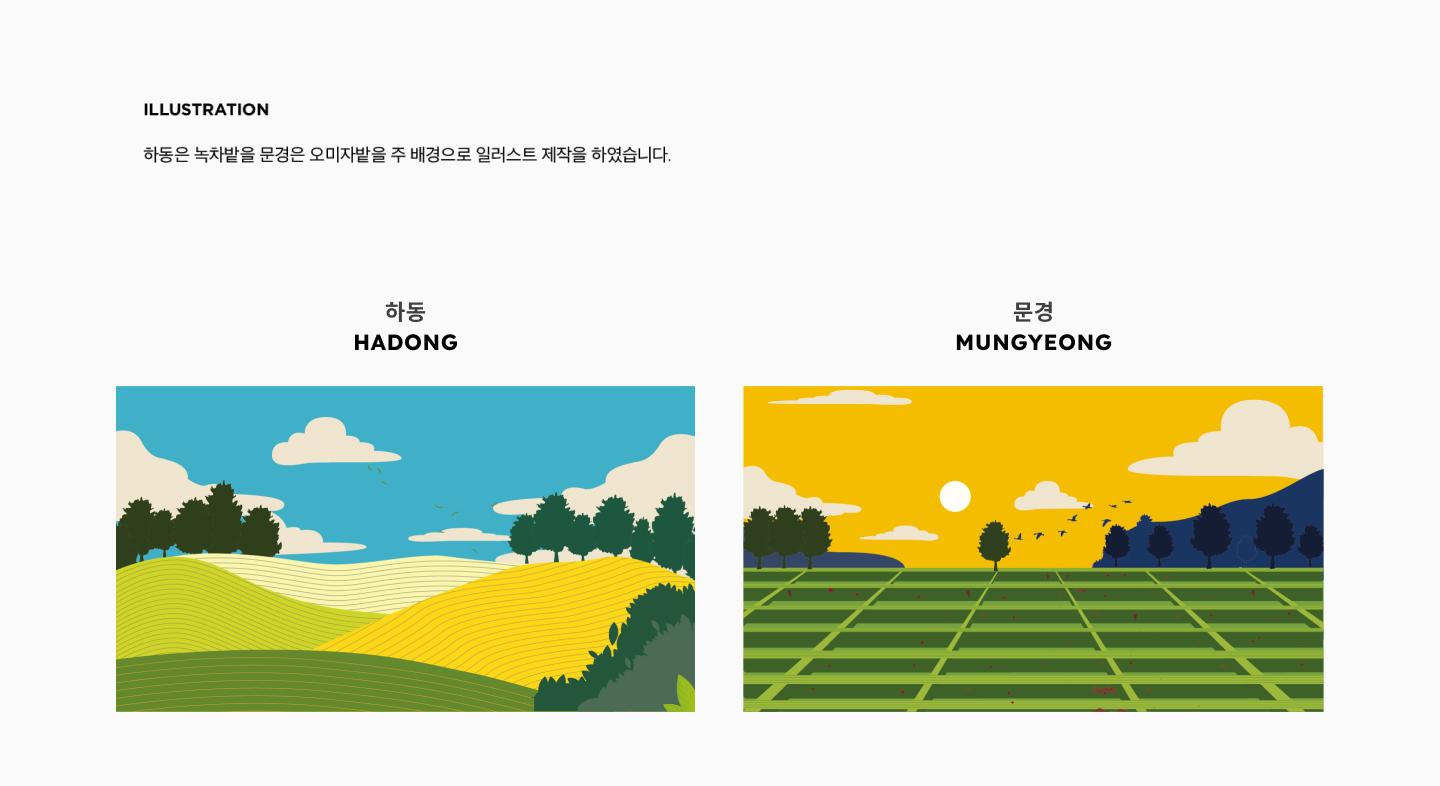 ILLUSTRATION
하동은 녹차밭을 문경은 오미자밭을 주 배경으로 일러스트 제작을 하였습니다.
하동
HADONG
문경
MUNGYEONG